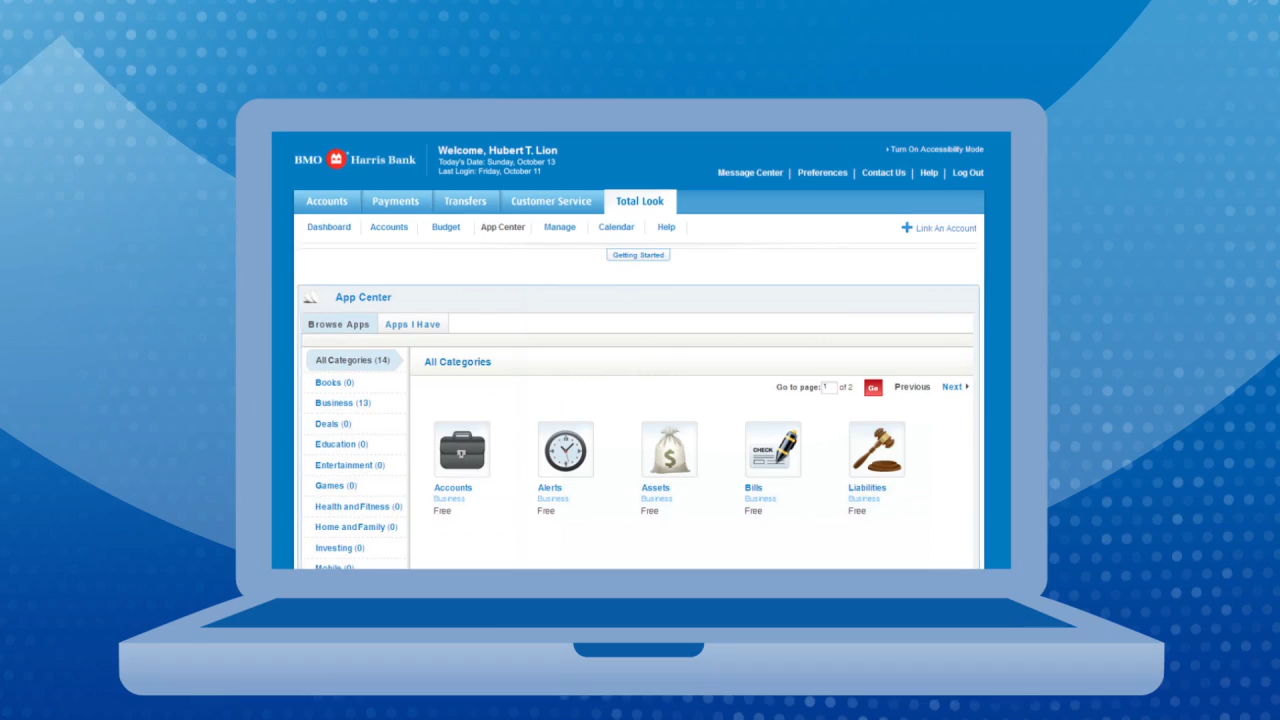 BMO Harris Bank
Welcome, Hubert T. Lion
Today's Date: Sunday, October 13
Last Login: Friday, October 11
Turn On Accessibility Mode
Message Center | Preferences | Contact Us | Help | Log Out
Accounts Payments Transfers Customer Service Total Look
Dashboard Accounts Budget App Center Manage Calendar Help Link An Account
Getting Started
App Center
Browse Apps Apps I Have
All Categories (14)
Books (0)
Business (13)
Deals (0)
Education (0)
Entertainment (0)
Games (0)
Health and Fitness (0)
Home and Family (0)
Investing (0)
Mobile (0)
All Categories
Go to page: 1 of 2 Go Previous Next
CHECK
$
Accounts Alerts Assets Bills Liabilities
Business Business Business Business Business
Free Free Free Free Free